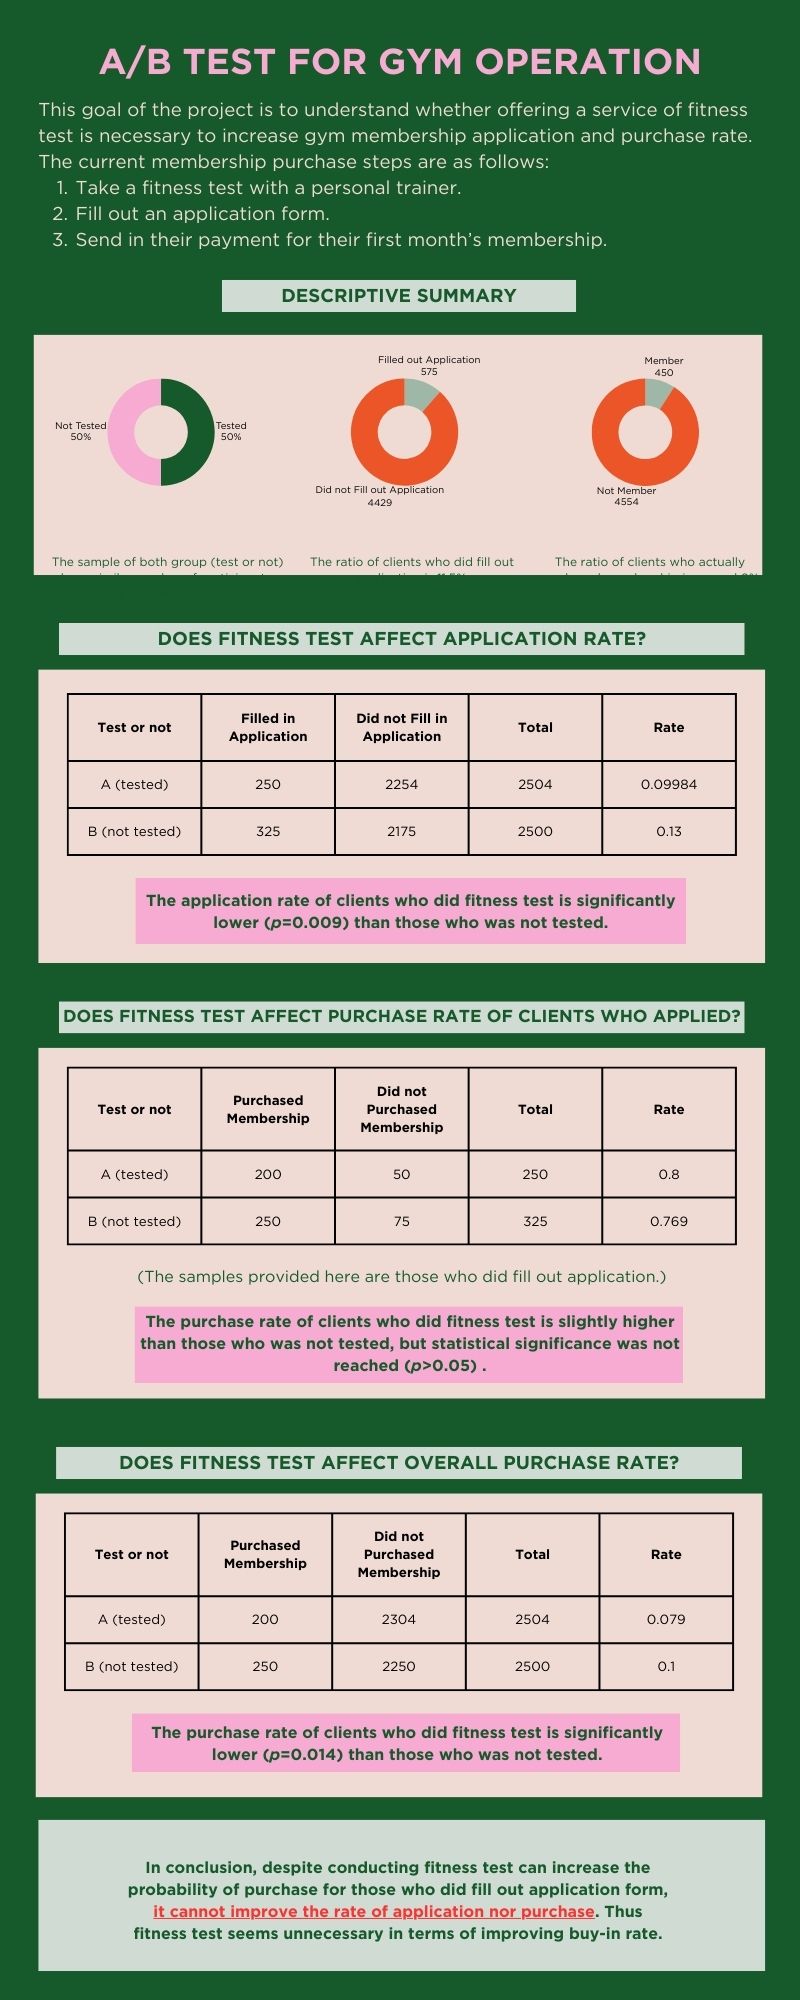 A/B TEST FOR GYM OPERATION
This goal of the project is to understand whether offering a service of fitness
test is necessary to increase gym membership application and purchase rate.
The current membership purchase steps are as follows:
1. Take a fitness test with a personal trainer.
2. Fill out an application form.
3. Send in their payment for their first month's membership.
DESCRIPTIVE SUMMARY
Not Tested
50%
Tested
50%
Filled out Application
575
Did not Fill out Application
4429
Member
450
Not Member
4554
The sample of both group (test or not)
The ratio of clients who did fill out
The ratio of clients who actually
DOES FITNESS TEST AFFECT APPLICATION RATE?
Test or not Filled in Application Did not Fill in Application Total Rate
A (tested) 250 2254 2504 0.09984
B (not tested) 325 2175 2500 0.13
The application rate of clients who did fitness test is significantly
lower (p=0.009) than those who was not tested.
DOES FITNESS TEST AFFECT PURCHASE RATE OF CLIENTS WHO APPLIED?
Test or not Purchased Membership Did not Purchased Membership Total Rate
A (tested) 200 50 250 0.8
B (not tested) 250 75 325 0.769
(The samples provided here are those who did fill out application.)
The purchase rate of clients who did fitness test is slightly higher
than those who was not tested, but statistical significance was not
reached (p>0.05) .
DOES FITNESS TEST AFFECT OVERALL PURCHASE RATE?
Test or not Purchased Membership Did not Purchased Membership Total Rate
A (tested) 200 2304 2504 0.079
B (not tested) 250 2250 2500 0.1
The purchase rate of clients who did fitness test is significantly
lower (p=0.014) than those who was not tested.
In conclusion, despite conducting fitness test can increase the
probability of purchase for those who did fill out application form,
it cannot improve the rate of application nor purchase. Thus
fitness test seems unnecessary in terms of improving buy-in rate.